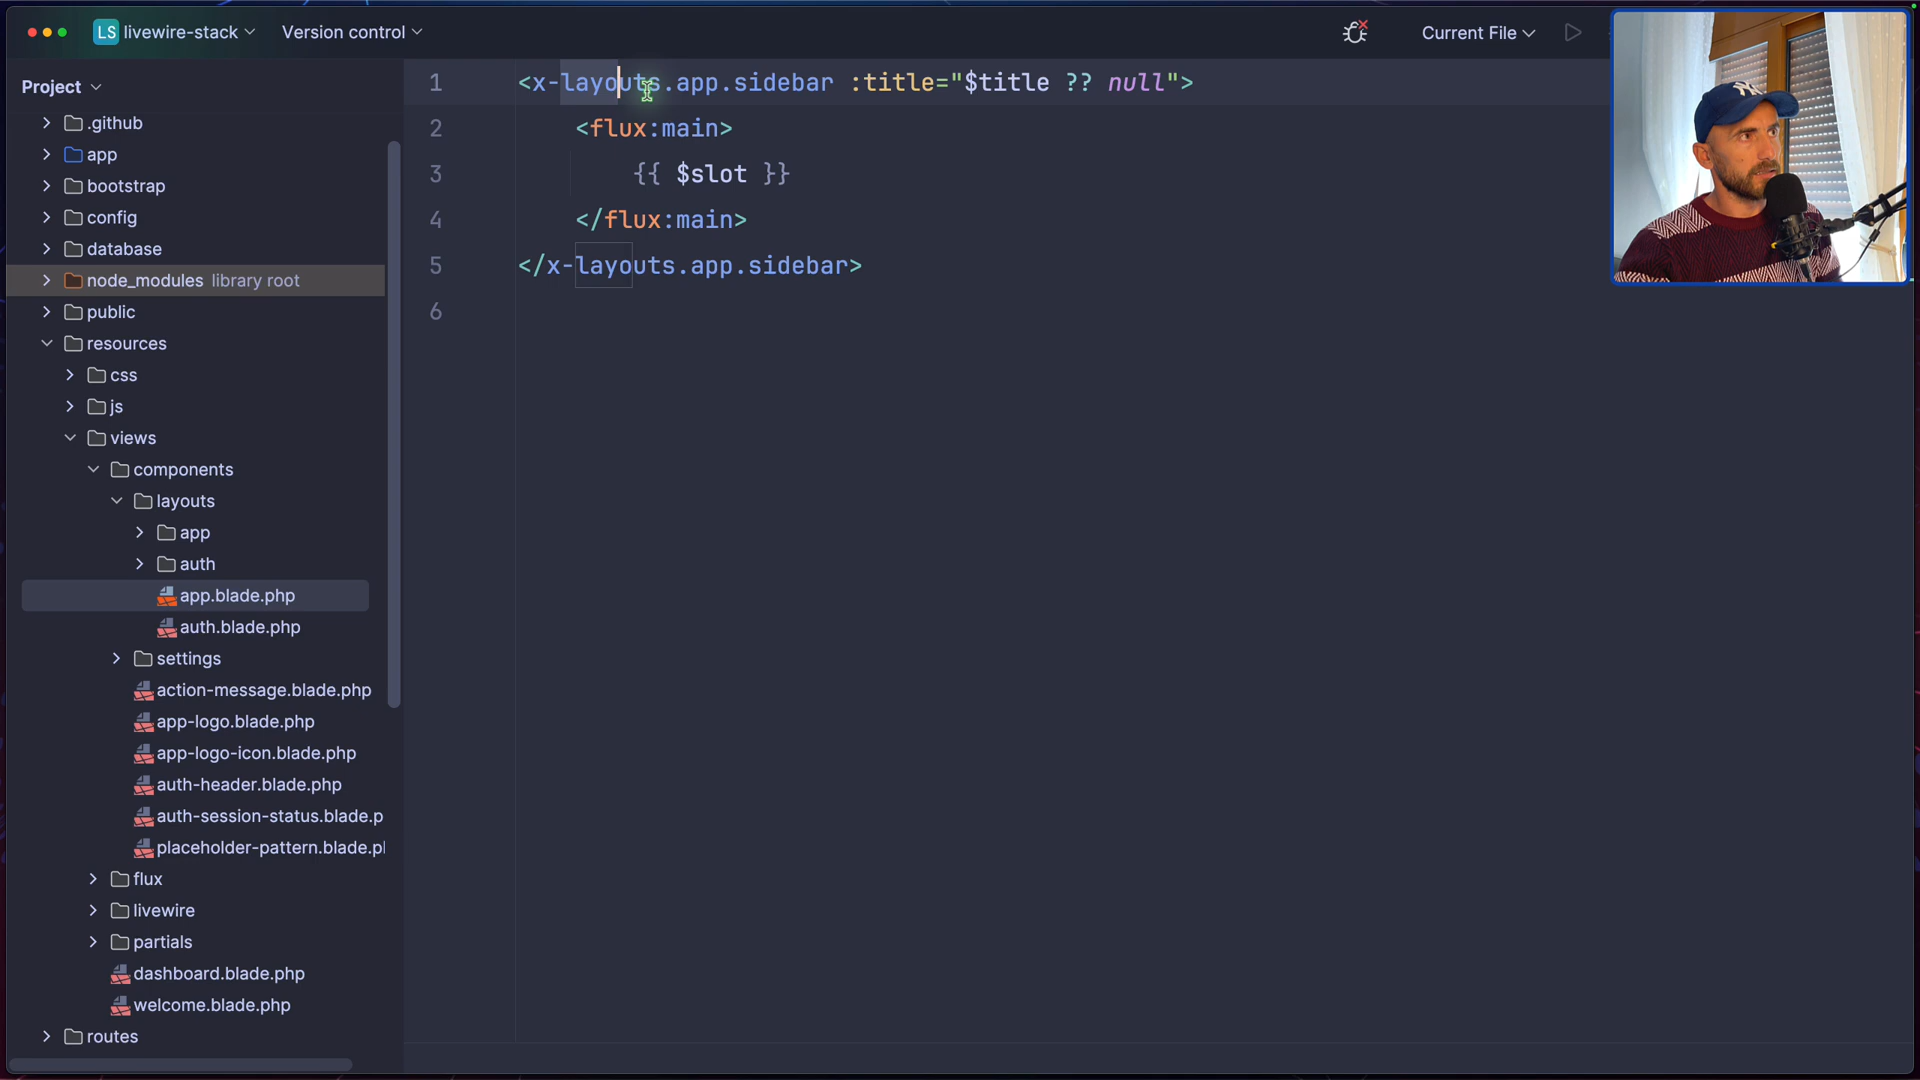 LS livewire-stack Version control Current File
Project
.github
app
bootstrap
config
database
node_modules library root
public
resources
css
js
views
components
layouts
app
auth
app.blade.php
auth.blade.php
settings
action-message.blade.php
app-logo.blade.php
app-logo-icon.blade.php
auth-header.blade.php
auth-session-status.blade.p
placeholder-pattern.blade.pl
flux
livewire
partials
dashboard.blade.php
welcome.blade.php
routes
1 <x-layouts.app.sidebar :title="$title ?? null">
2 <flux:main>
3 {{ $slot }}
4 </flux:main>
5 </x-layouts.app.sidebar>
6